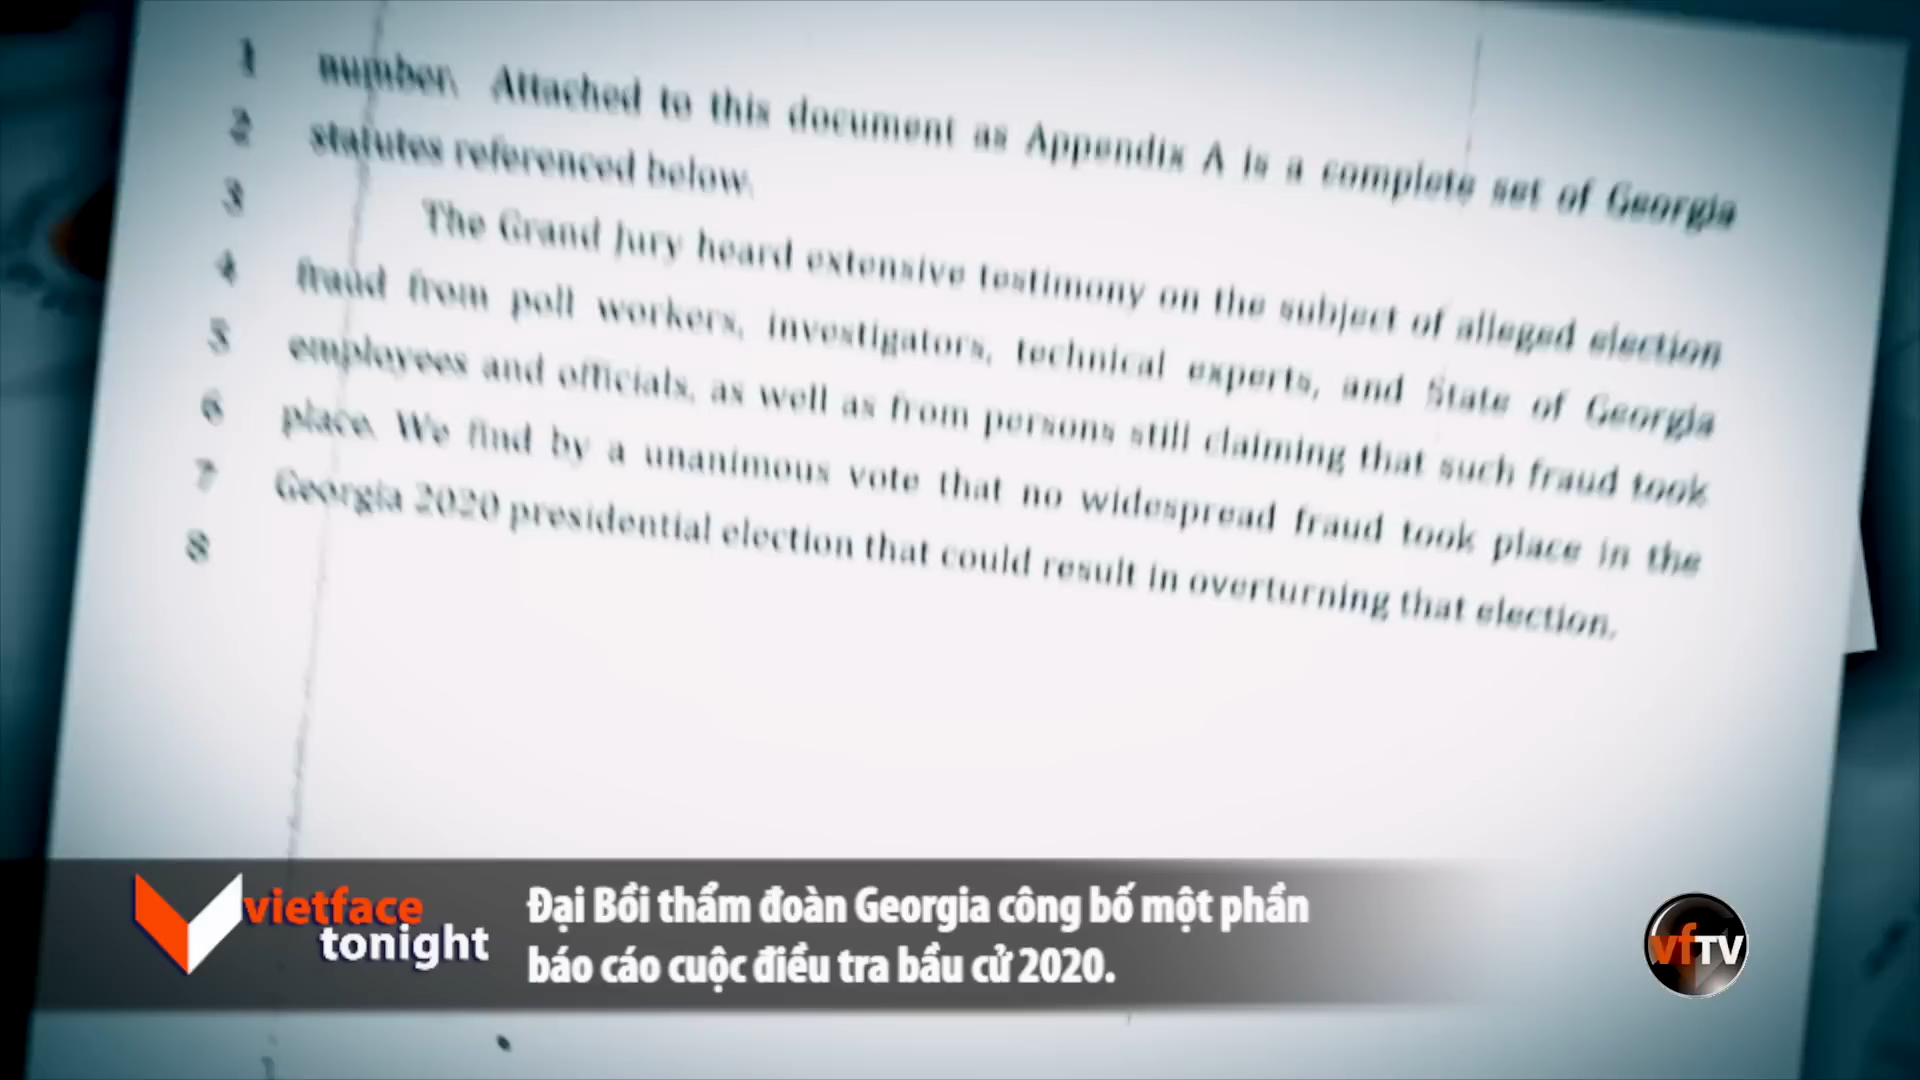 1 number. Attached to this document as Appendix A is a complete set of Georgia
2 statutes referenced below.
3 The Grand Jury heard extensive testimony on the subject of alleged election
4 fraud from poll workers, investigators, technical experts, and State of Georgia
5 employees and officials, as well as from persons still claiming that such fraud took
6 place. We find by a unanimous vote that no widespread fraud took place in the
7 Georgia 2020 presidential election that could result in overturning that election.
8
vietface
tonight
Đại Bồi thẩm đoàn Georgia công bố một phần
báo cáo cuộc điều tra bầu cử 2020.
vfTV